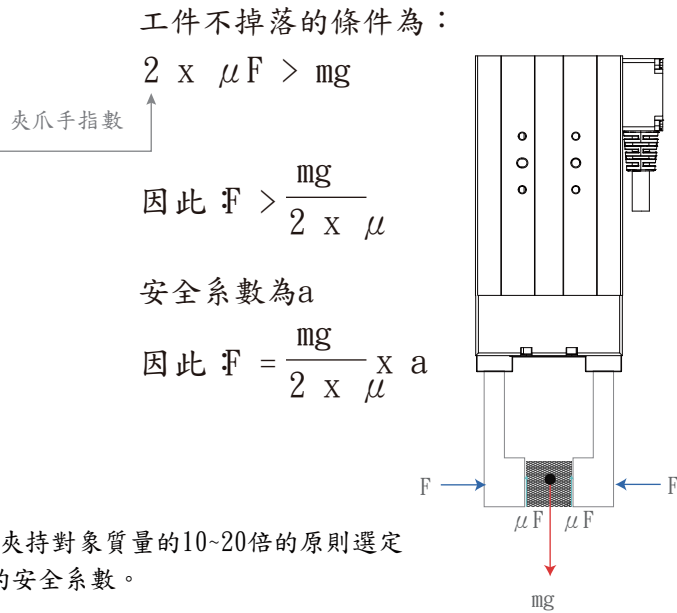 工件不掉落的條件為：
2 x μF > mg
夾爪手指數
因此：F > mg / 2 x μ
安全系數為a
因此：F = mg / 2 x μ x a
F
F
μF μF
夾持對象質量的10~20倍的原則選定
的安全系數。
mg